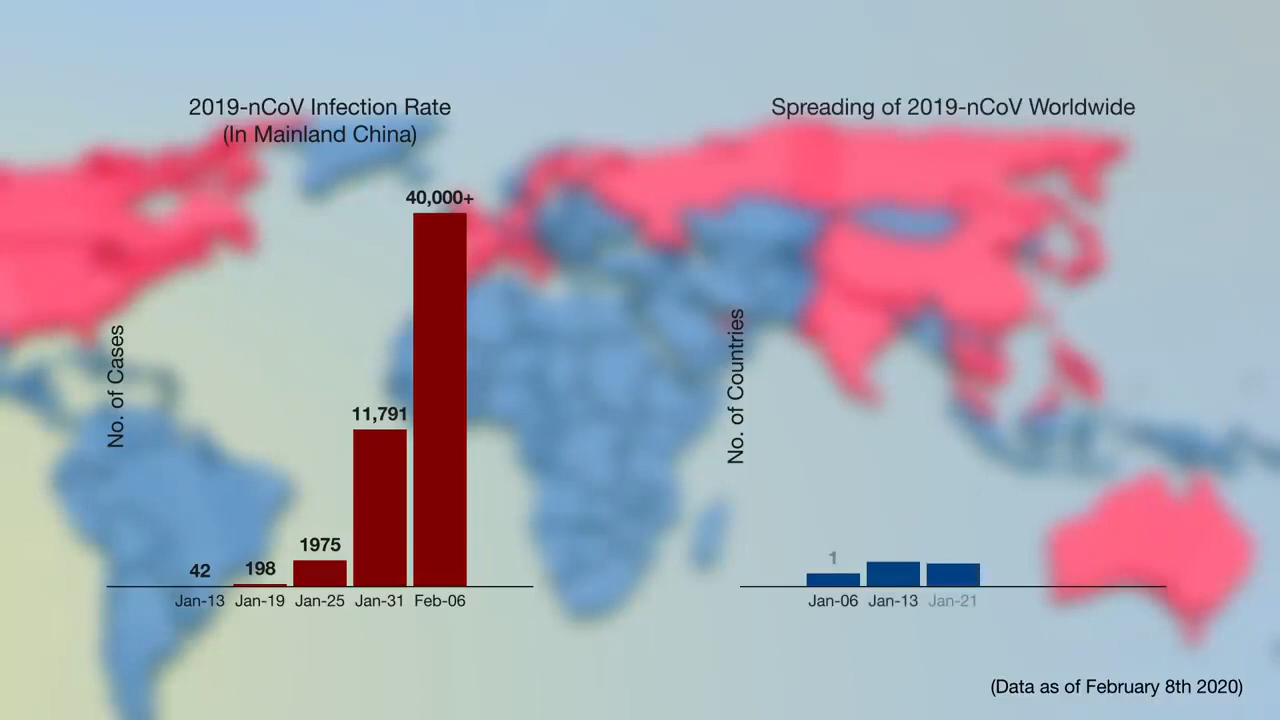 2019-nCoV Infection Rate
(In Mainland China)
No. of Cases
42
198
1975
11,791
40,000+
Jan-13
Jan-19
Jan-25
Jan-31
Feb-06
Spreading of 2019-nCoV Worldwide
No. of Countries
1
Jan-06
Jan-13
Jan-21
(Data as of February 8th 2020)